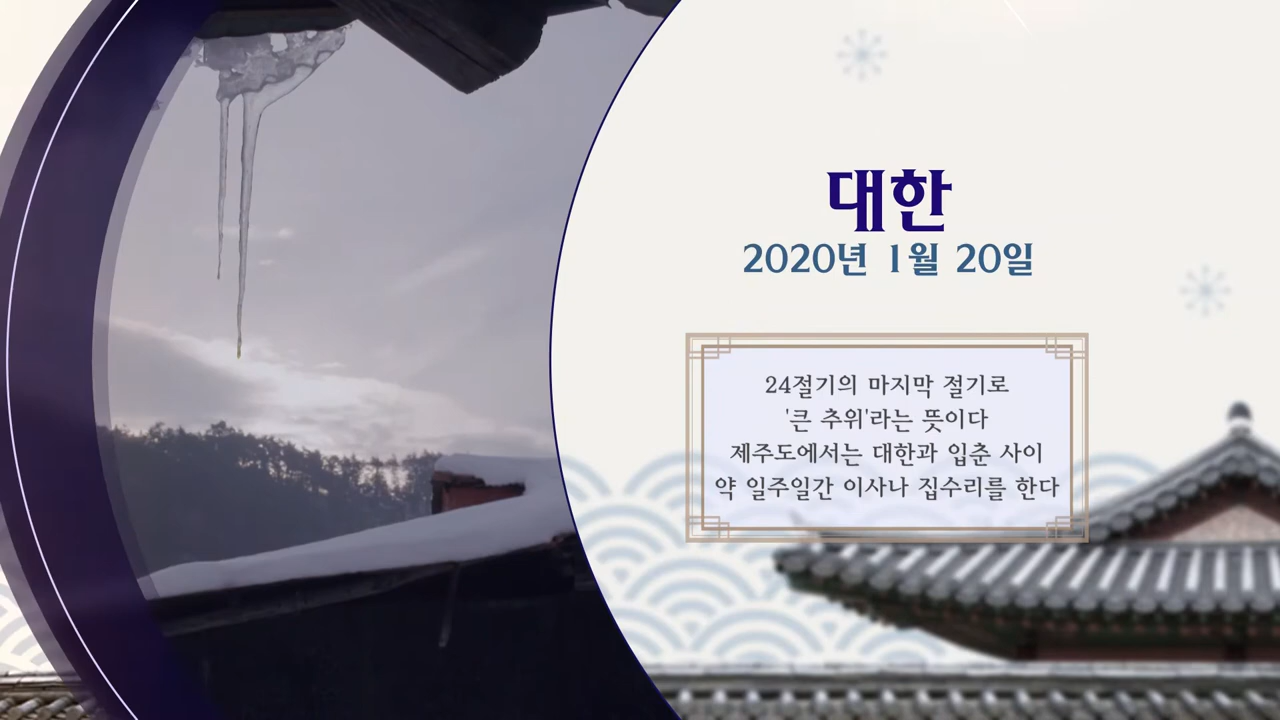 대한
2020년 1월 20일
24절기의 마지막 절기로
'큰 추위'라는 뜻이다
제주도에서는 대한과 입춘 사이
약 일주일간 이사나 집수리를 한다